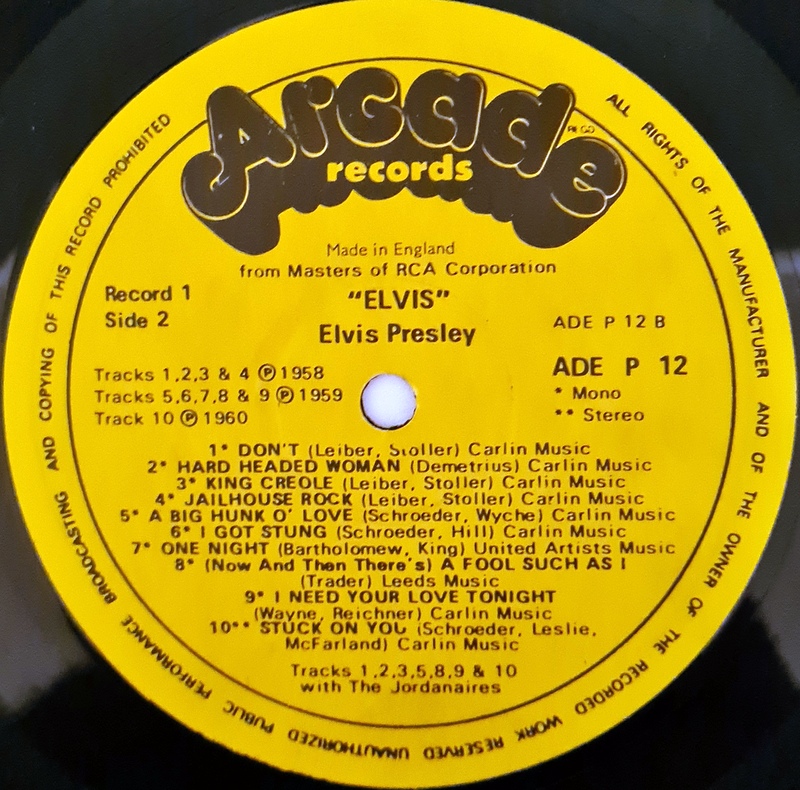 Arcade
REGD
records
Made in England
from Masters of RCA Corporation
Record 1
Side 2
"ELVIS"
Elvis Presley
ADE P 12 B
ADE P 12
* Mono
** Stereo
Tracks 1,2,3 & 4 ℗ 1958
Tracks 5,6,7,8 & 9 ℗ 1959
Track 10 ℗ 1960
1* DON'T (Leiber, Stoller) Carlin Music
2* HARD HEADED WOMAN (Demetrius) Carlin Music
3* KING CREOLE (Leiber, Stoller) Carlin Music
4* JAILHOUSE ROCK (Leiber, Stoller) Carlin Music
5* A BIG HUNK O' LOVE (Schroeder, Wyche) Carlin Music
6* I GOT STUNG (Schroeder, Hill) Carlin Music
7* ONE NIGHT (Bartholomew, King) United Artists Music
8* (Now And Then There's) A FOOL SUCH AS I
(Trader) Leeds Music
9* I NEED YOUR LOVE TONIGHT
(Wayne, Reichner) Carlin Music
10** STUCK ON YOU (Schroeder, Leslie,
McFarland) Carlin Music
Tracks 1,2,3,5,8,9 & 10
with The Jordanaires
ALL RIGHTS OF THE MANUFACTURER AND OF THE OWNER OF THE RECORDED WORK RESERVED UNAUTHORIZED PUBLIC PERFORMANCE BROADCASTING AND COPYING OF THIS RECORD PROHIBITED